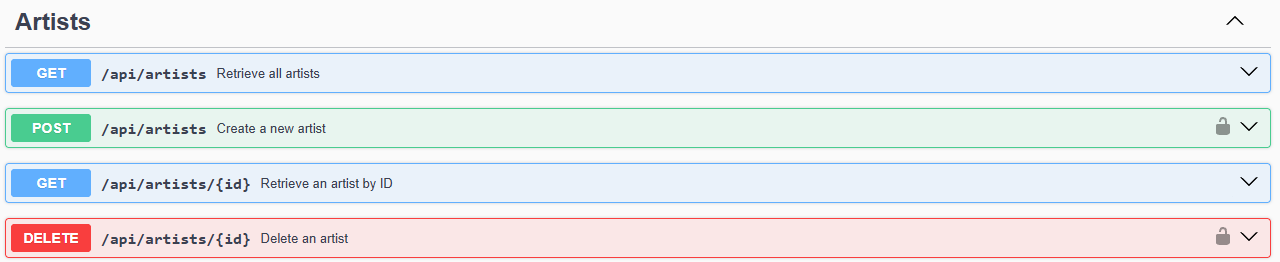 Artists
GET /api/artists Retrieve all artists
POST /api/artists Create a new artist
GET /api/artists/{id} Retrieve an artist by ID
DELETE /api/artists/{id} Delete an artist